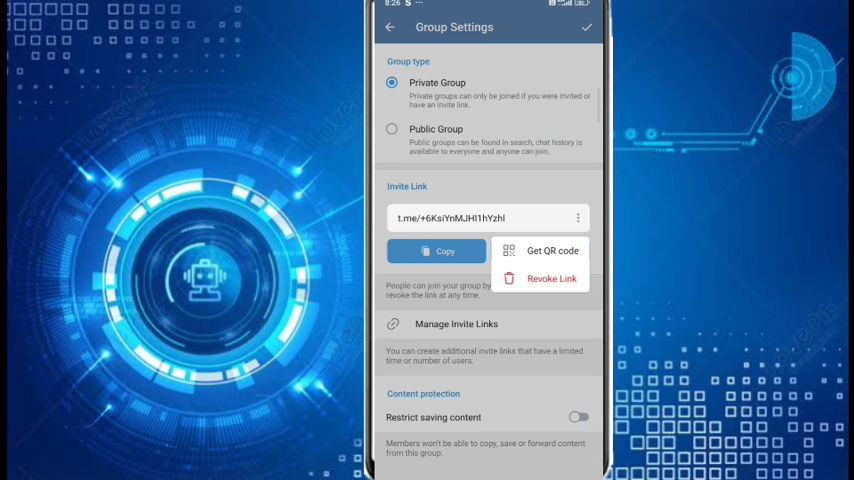 8:26 S ...
Group Settings
Group type
Private Group
Private groups can only be joined if you were invited or
have an invite link.
Public Group
Public groups can be found in search, chat history is
available to everyone and anyone can join.
Invite Link
t.me/+6KsiYnMJHI1hYzhl
Copy
Get QR code
Revoke Link
People can join your group by
revoke the link at any time.
Manage Invite Links
You can create additional invite links that have a limited
time or number of users.
Content protection
Restrict saving content
Members won't be able to copy, save or forward content
from this group.